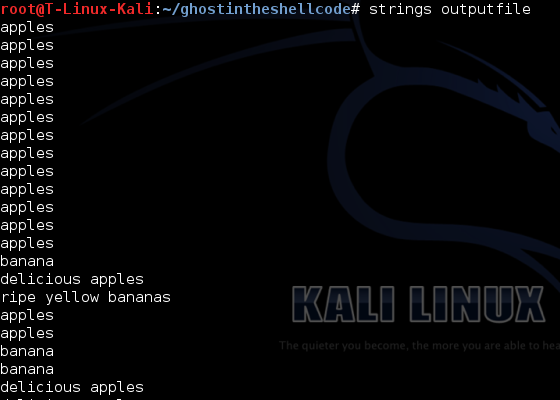 root@T-Linux-Kali:~/ghostintheshellcode# strings outputfile
apples
apples
apples
apples
apples
apples
apples
apples
apples
apples
apples
apples
apples
banana
delicious apples
ripe yellow bananas
apples
apples
banana
banana
delicious apples
KALI LINUX
The quieter you become, the more you are able to hea